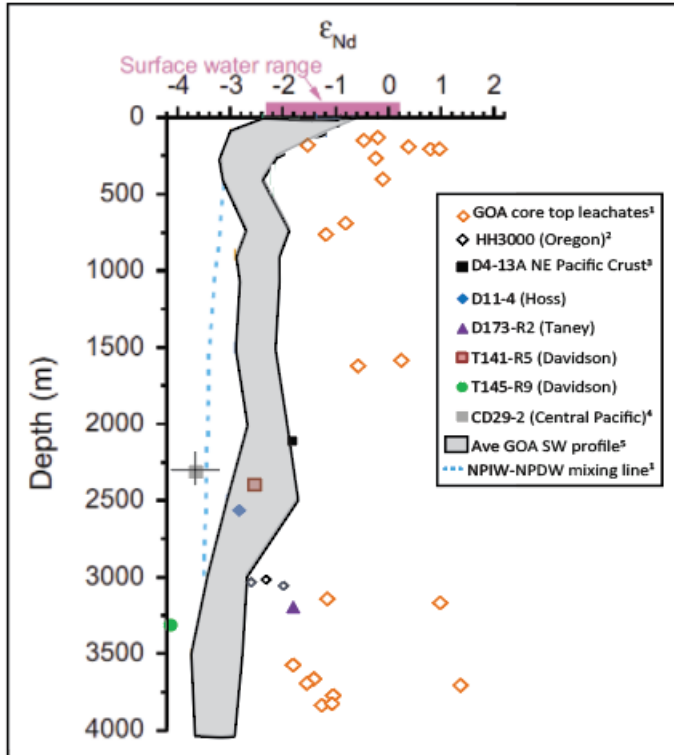 εNd
Surface water range
-4 -3 -2 -1 0 1 2
0
500
1000
1500
2000
2500
3000
3500
4000
Depth (m)
GOA core top leachates¹
HH3000 (Oregon)²
D4-13A NE Pacific Crust³
D11-4 (Hoss)
D173-R2 (Taney)
T141-R5 (Davidson)
T145-R9 (Davidson)
CD29-2 (Central Pacific)⁴
Ave GOA SW profile⁵
NPIW-NPDW mixing line¹